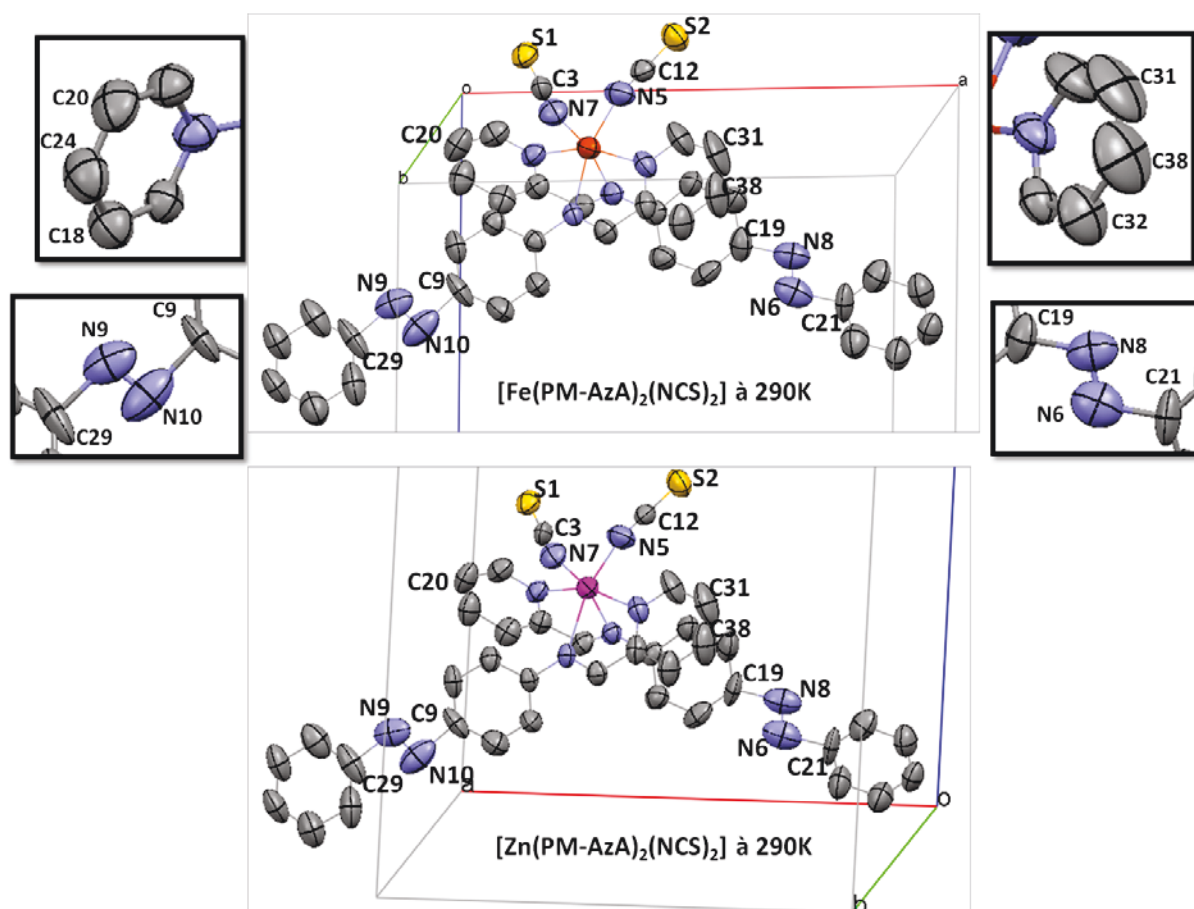 S1
S2
C3
C12
o
N7
N5
a
C20
C31
b
C38
C19
N8
N9
C9
N6
C21
N10
C29
[Fe(PM-AzA)₂(NCS)₂] à 290K
C20
C24
C18
C31
C38
C32
C9
N9
N10
C29
C19
N8
C21
N6
S1
S2
C3
C12
N7
N5
C20
C31
C38
C19
N8
N9
C9
N6
C21
C29
N10
a
o
[Zn(PM-AzA)₂(NCS)₂] à 290K
b